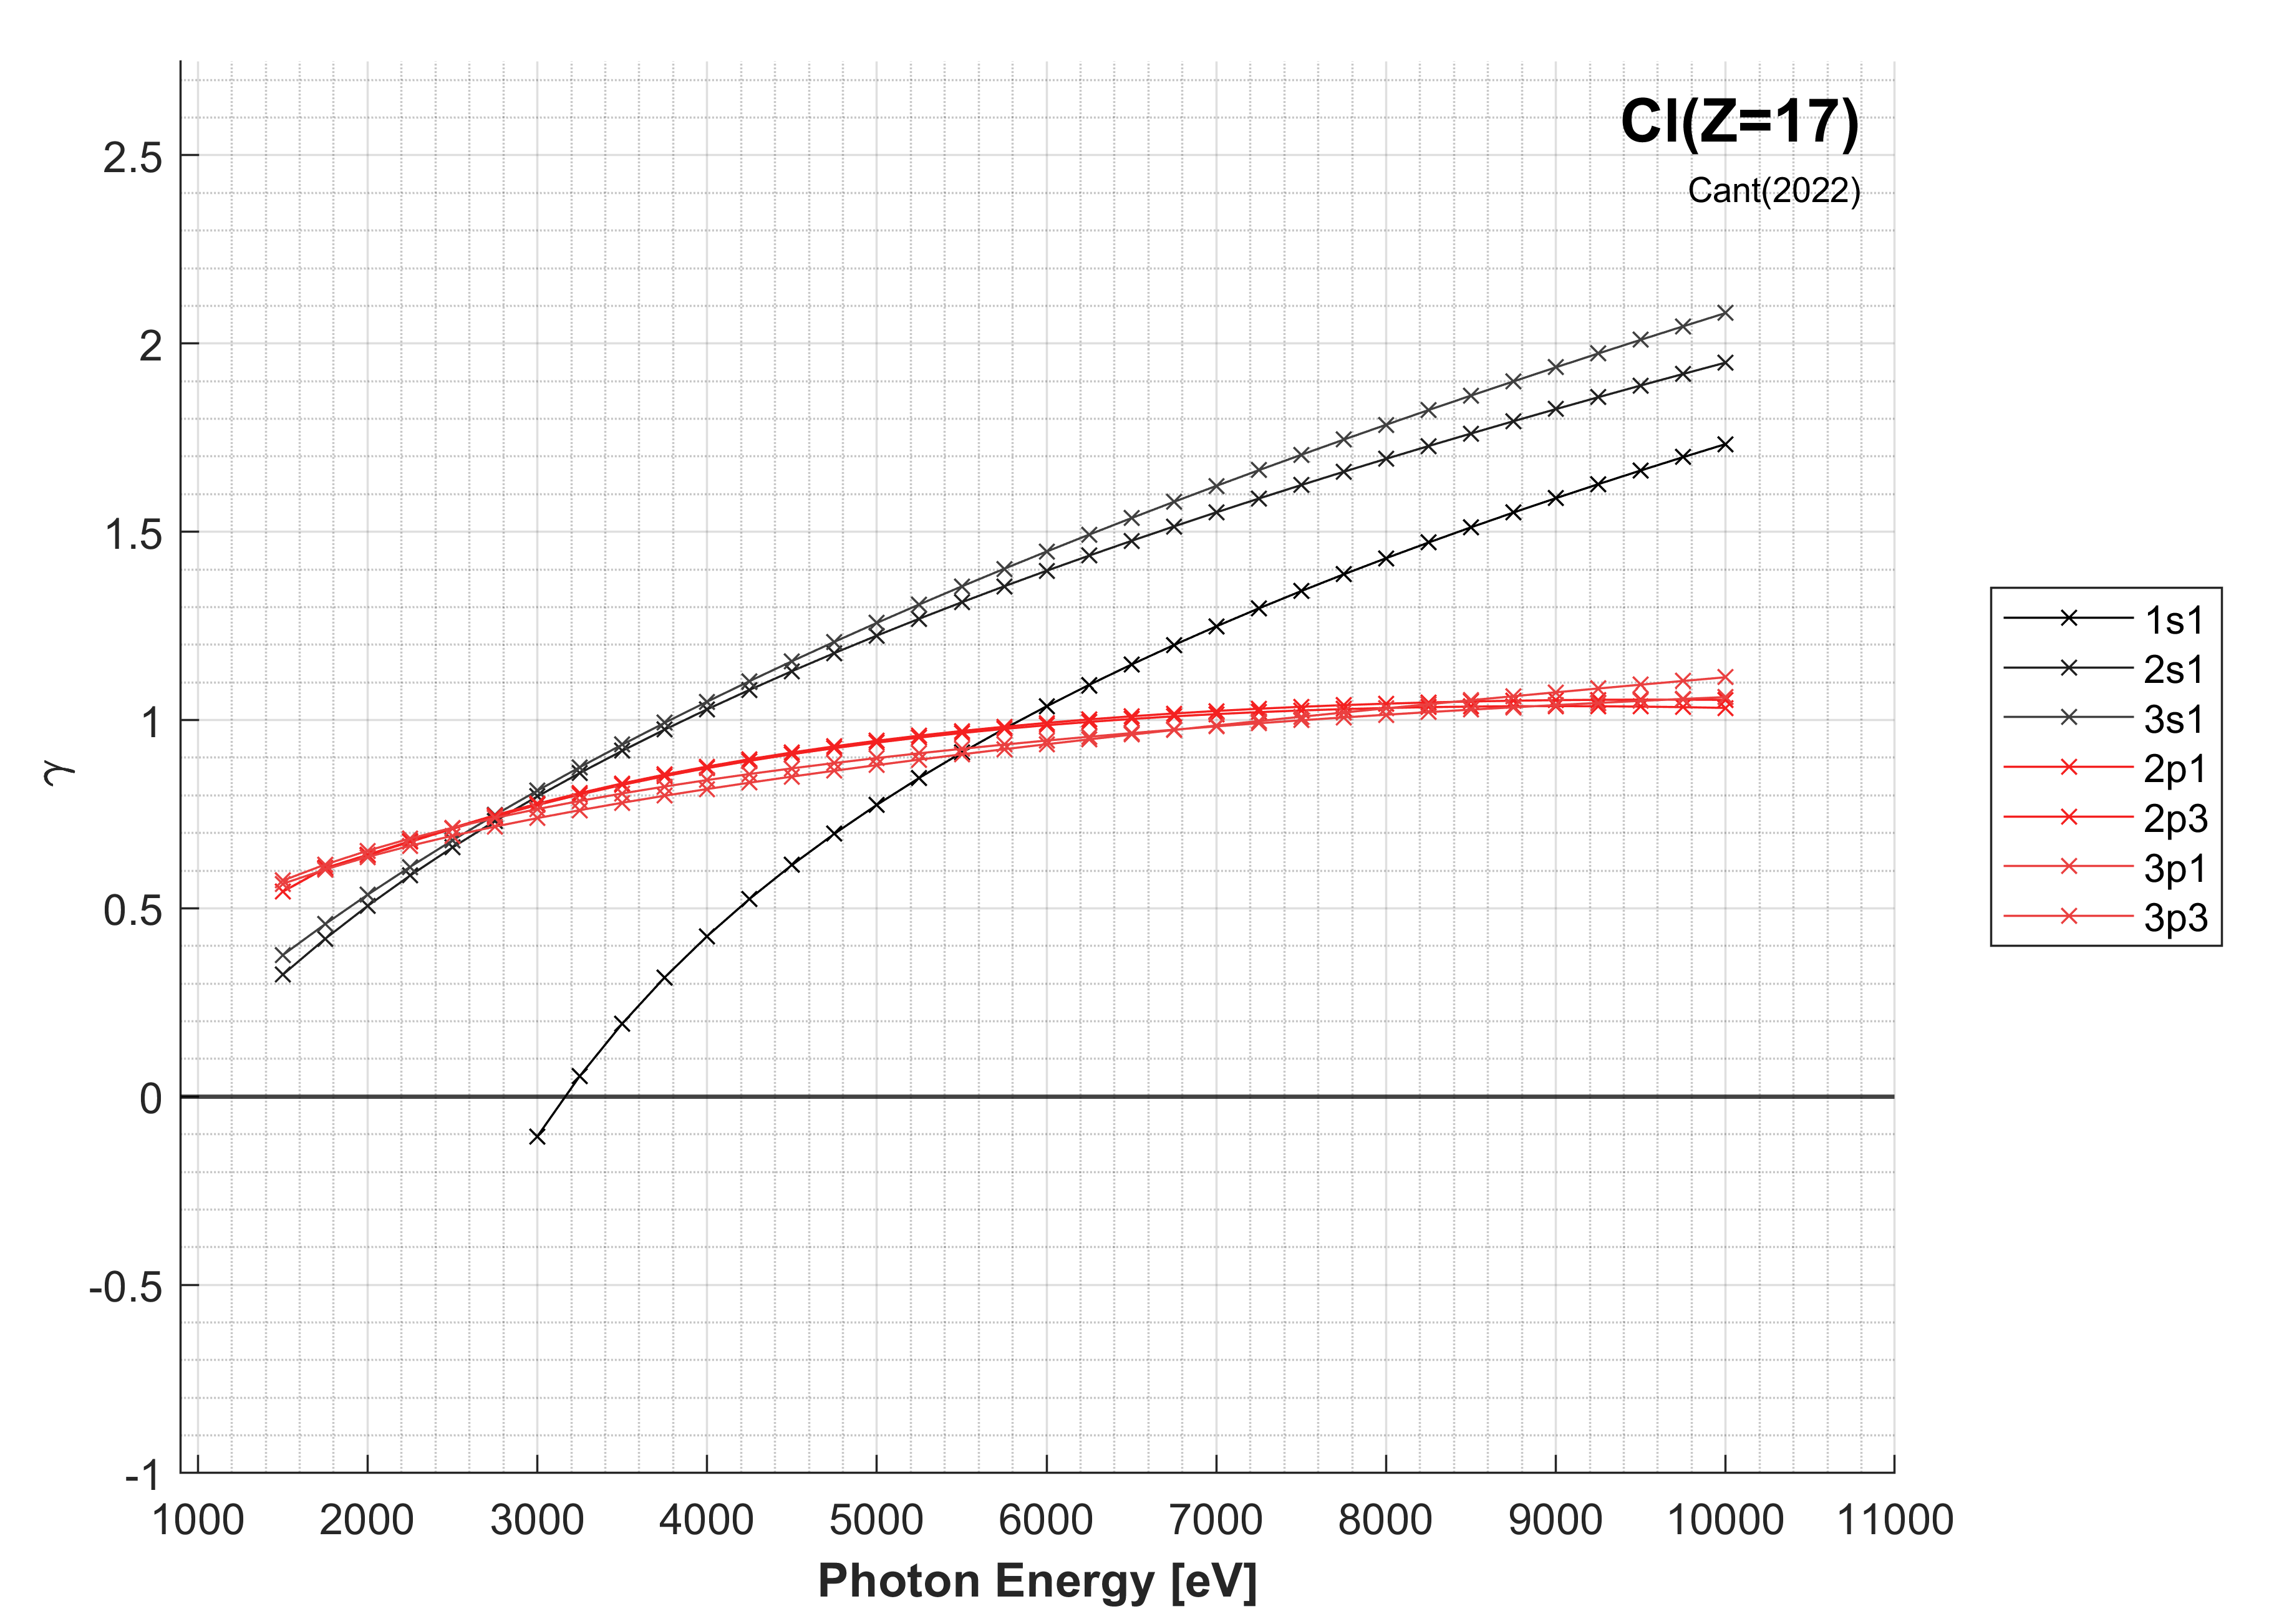 Cl(Z=17)
Cant(2022)
2.5
2
1.5
1
0.5
0
-0.5
-1
γ
1000 2000 3000 4000 5000 6000 7000 8000 9000 10000 11000
Photon Energy [eV]
1s1
2s1
3s1
2p1
2p3
3p1
3p3